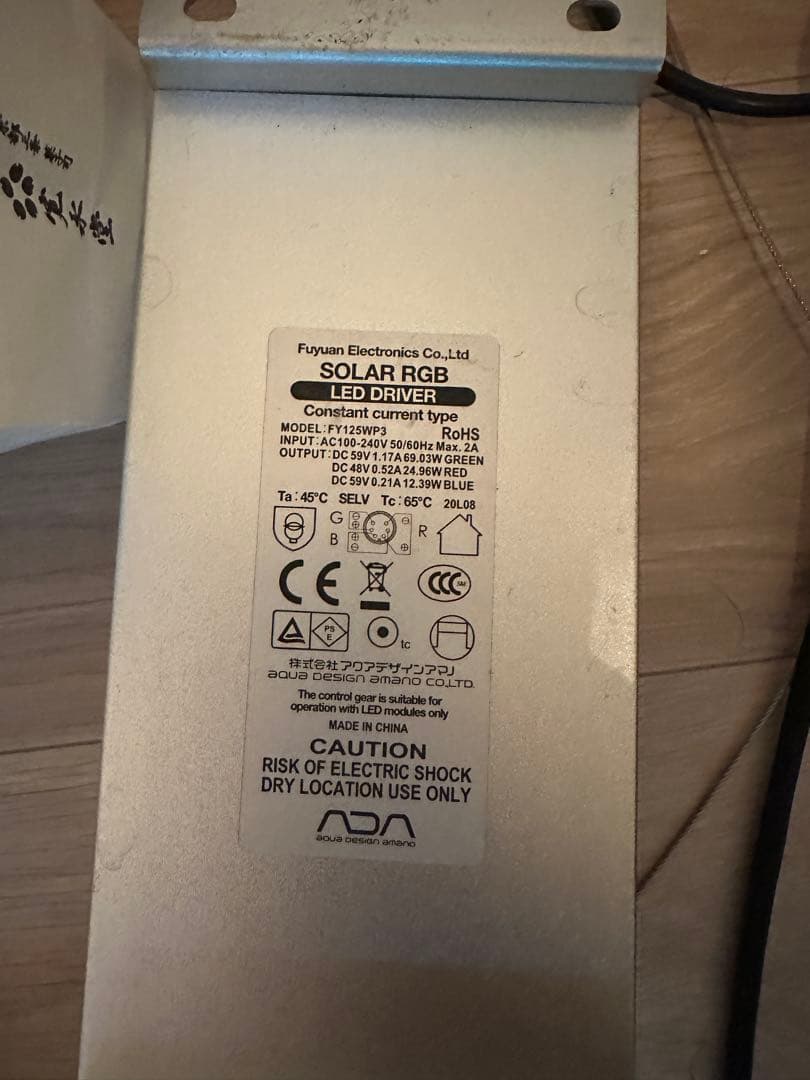 Fuyuan Electronics Co.,Ltd
SOLAR RGB
LED DRIVER
Constant current type
MODEL:FY125WP3 RoHS
INPUT:AC100-240V 50/60Hz Max. 2A
OUTPUT:DC 59V 1.17A 69.03W GREEN
DC 48V 0.52A 24.96W RED
DC 59V 0.21A 12.39W BLUE
Ta:45°C SELV Tc:65°C 20L08
G
B
R
CE
CCC
PS
E
tc
株式会社アクアデザインアマノ
aqua Design amano CO.,LTD.
The control gear is suitable for
operation with LED modules only
MADE IN CHINA
CAUTION
RISK OF ELECTRIC SHOCK
DRY LOCATION USE ONLY
ADA
aqua Design amano